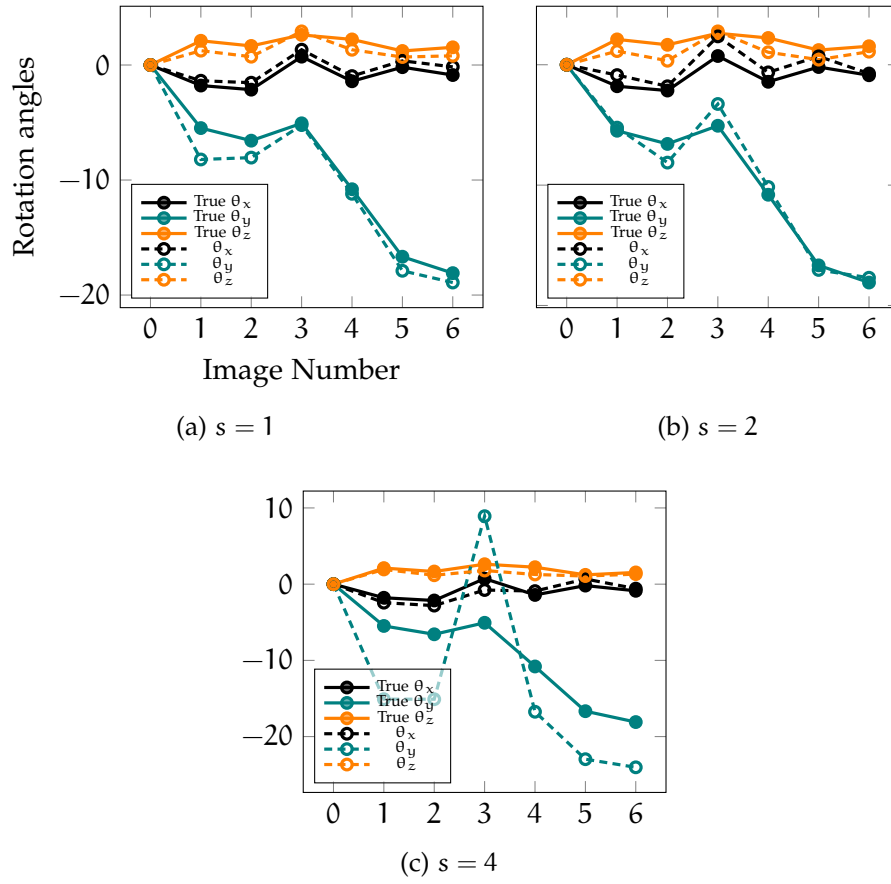 Rotation angles
0
−10
−20
True θx
True θy
True θz
θx
θy
θz
0 1 2 3 4 5 6
Image Number
(a) s = 1
0
−10
−20
True θx
True θy
True θz
θx
θy
θz
0 1 2 3 4 5 6
(b) s = 2
10
0
−10
−20
True θx
True θy
True θz
θx
θy
θz
0 1 2 3 4 5 6
(c) s = 4